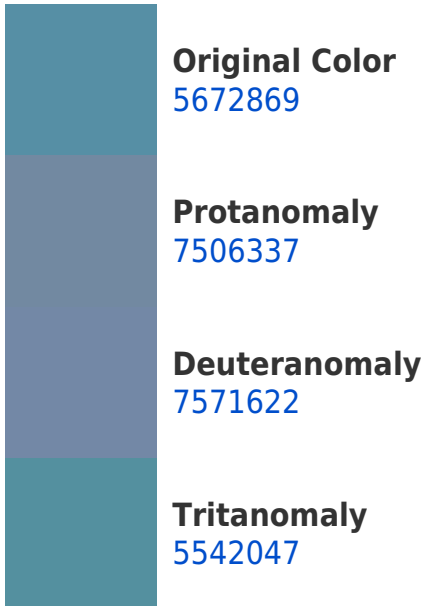 Original Color
5672869
Protanomaly
7506337
Deuteranomaly
7571622
Tritanomaly
5542047